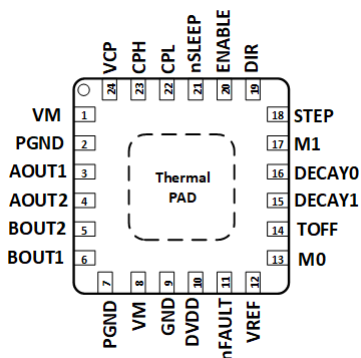 VCP
CPH
CPL
nSLEEP
ENABLE
DIR
24
23
22
21
20
19
VM 1
PGND 2
AOUT1 3
AOUT2 4
BOUT2 5
BOUT1 6
Thermal
PAD
18 STEP
17 M1
16 DECAY0
15 DECAY1
14 TOFF
13 M0
7
8
9
10
11
12
PGND
VM
GND
DVDD
nFAULT
VREF